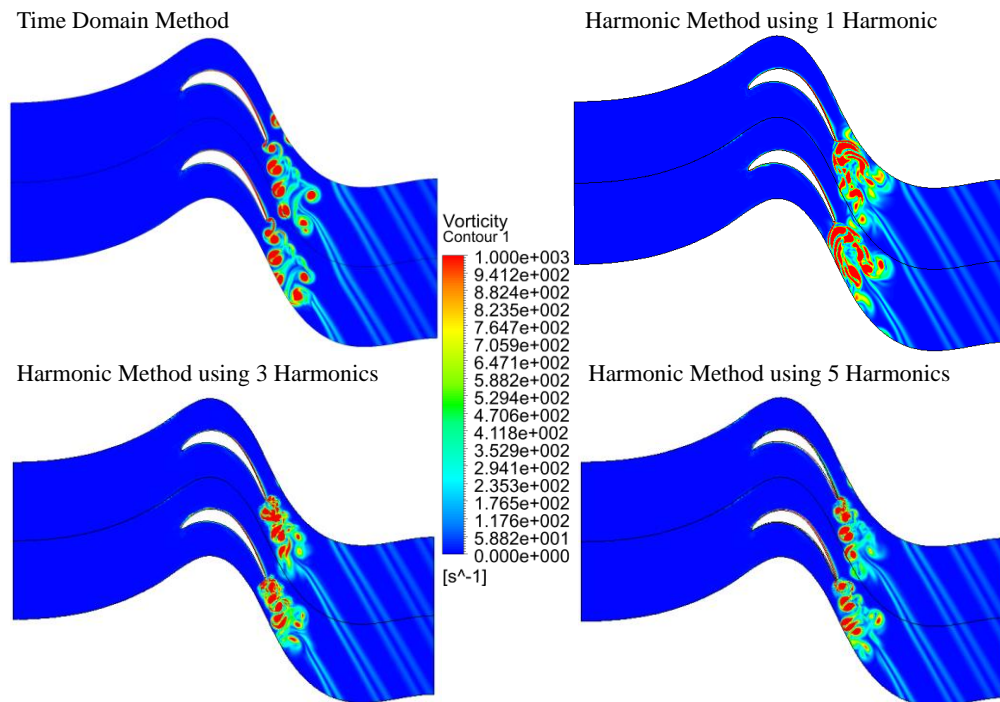 Time Domain Method
Harmonic Method using 1 Harmonic
Vorticity
Contour 1
1.000e+003
9.412e+002
8.824e+002
8.235e+002
7.647e+002
7.059e+002
6.471e+002
5.882e+002
5.294e+002
4.706e+002
4.118e+002
3.529e+002
2.941e+002
2.353e+002
1.765e+002
1.176e+002
5.882e+001
0.000e+000
[s^-1]
Harmonic Method using 3 Harmonics
Harmonic Method using 5 Harmonics